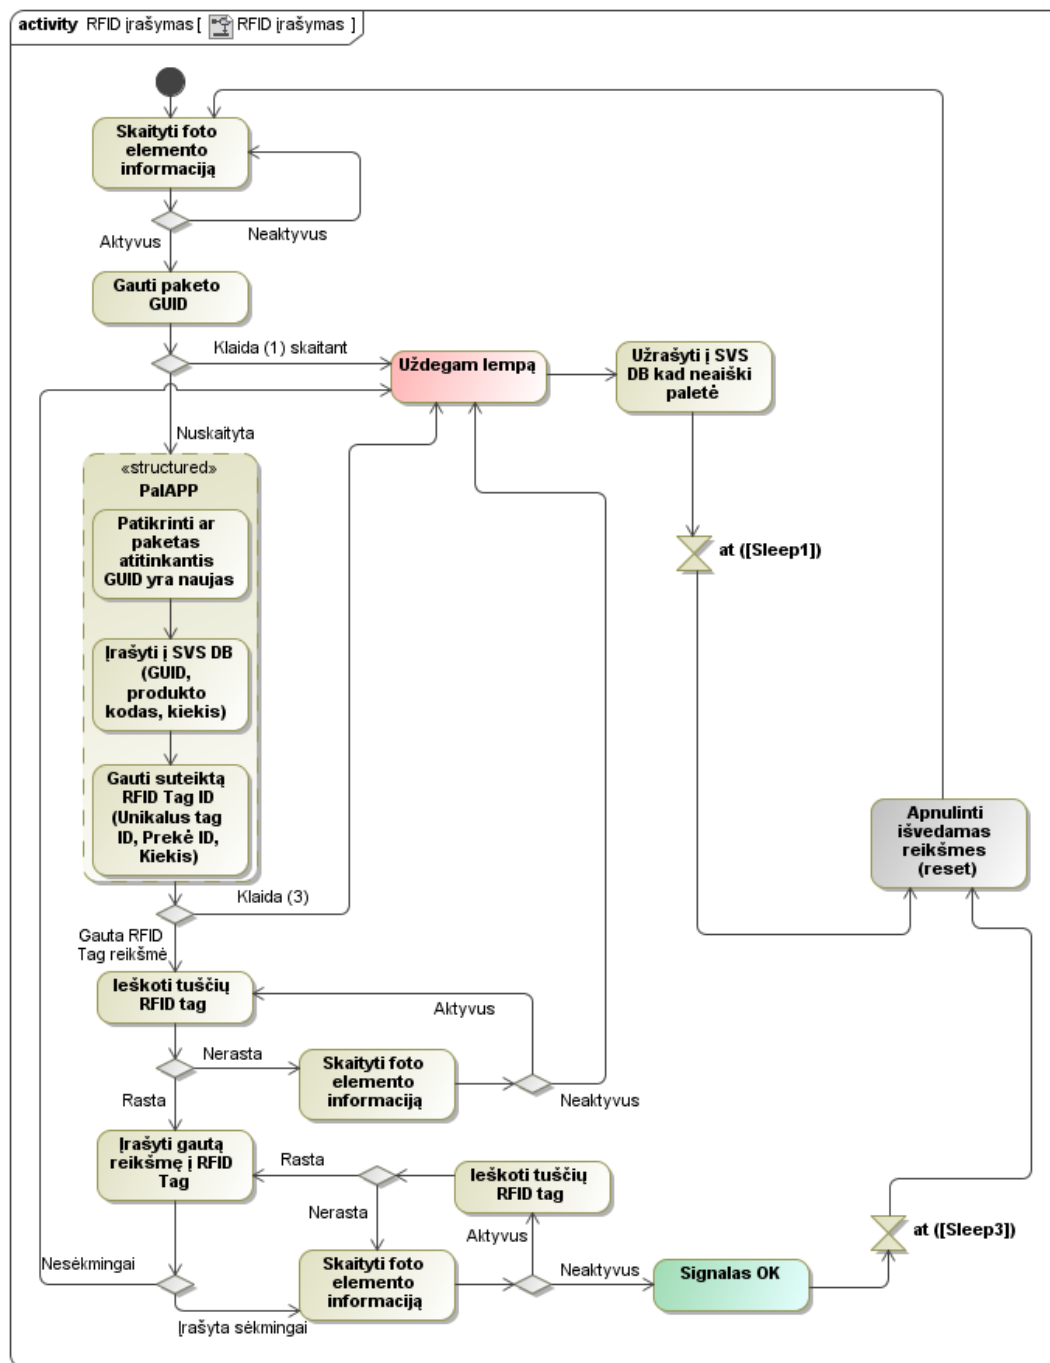 activity RFID įrašymas [ RFID įrašymas ]
Skaityti foto
elemento
informaciją
Neaktyvus
Aktyvus
Gauti paketo
GUID
Klaida (1) skaitant
Uždegam lempą
Užrašyti į SVS
DB kad neaiški
paletė
Nuskaityta
«structured»
PalAPP
Patikrinti ar
paketas
atitinkantis
GUID yra naujas
at ([Sleep1])
Įrašyti į SVS DB
(GUID,
produkto
kodas, kiekis)
Gauti suteiktą
RFID Tag ID
(Unikalus tag
ID, Prekė ID,
Kiekis)
Apnulinti
išvedamas
reikšmes
(reset)
Klaida (3)
Gauta RFID
Tag reikšmė
Ieškoti tuščių
RFID tag
Aktyvus
Nerasta
Skaityti foto
elemento
informaciją
Neaktyvus
Rasta
Įrašyti gautą
reikšmę į RFID
Tag
Rasta
Ieškoti tuščių
RFID tag
Nerasta
Aktyvus
at ([Sleep3])
Nesėkmingai
Skaityti foto
elemento
informaciją
Neaktyvus
Signalas OK
Įrašyta sėkmingai